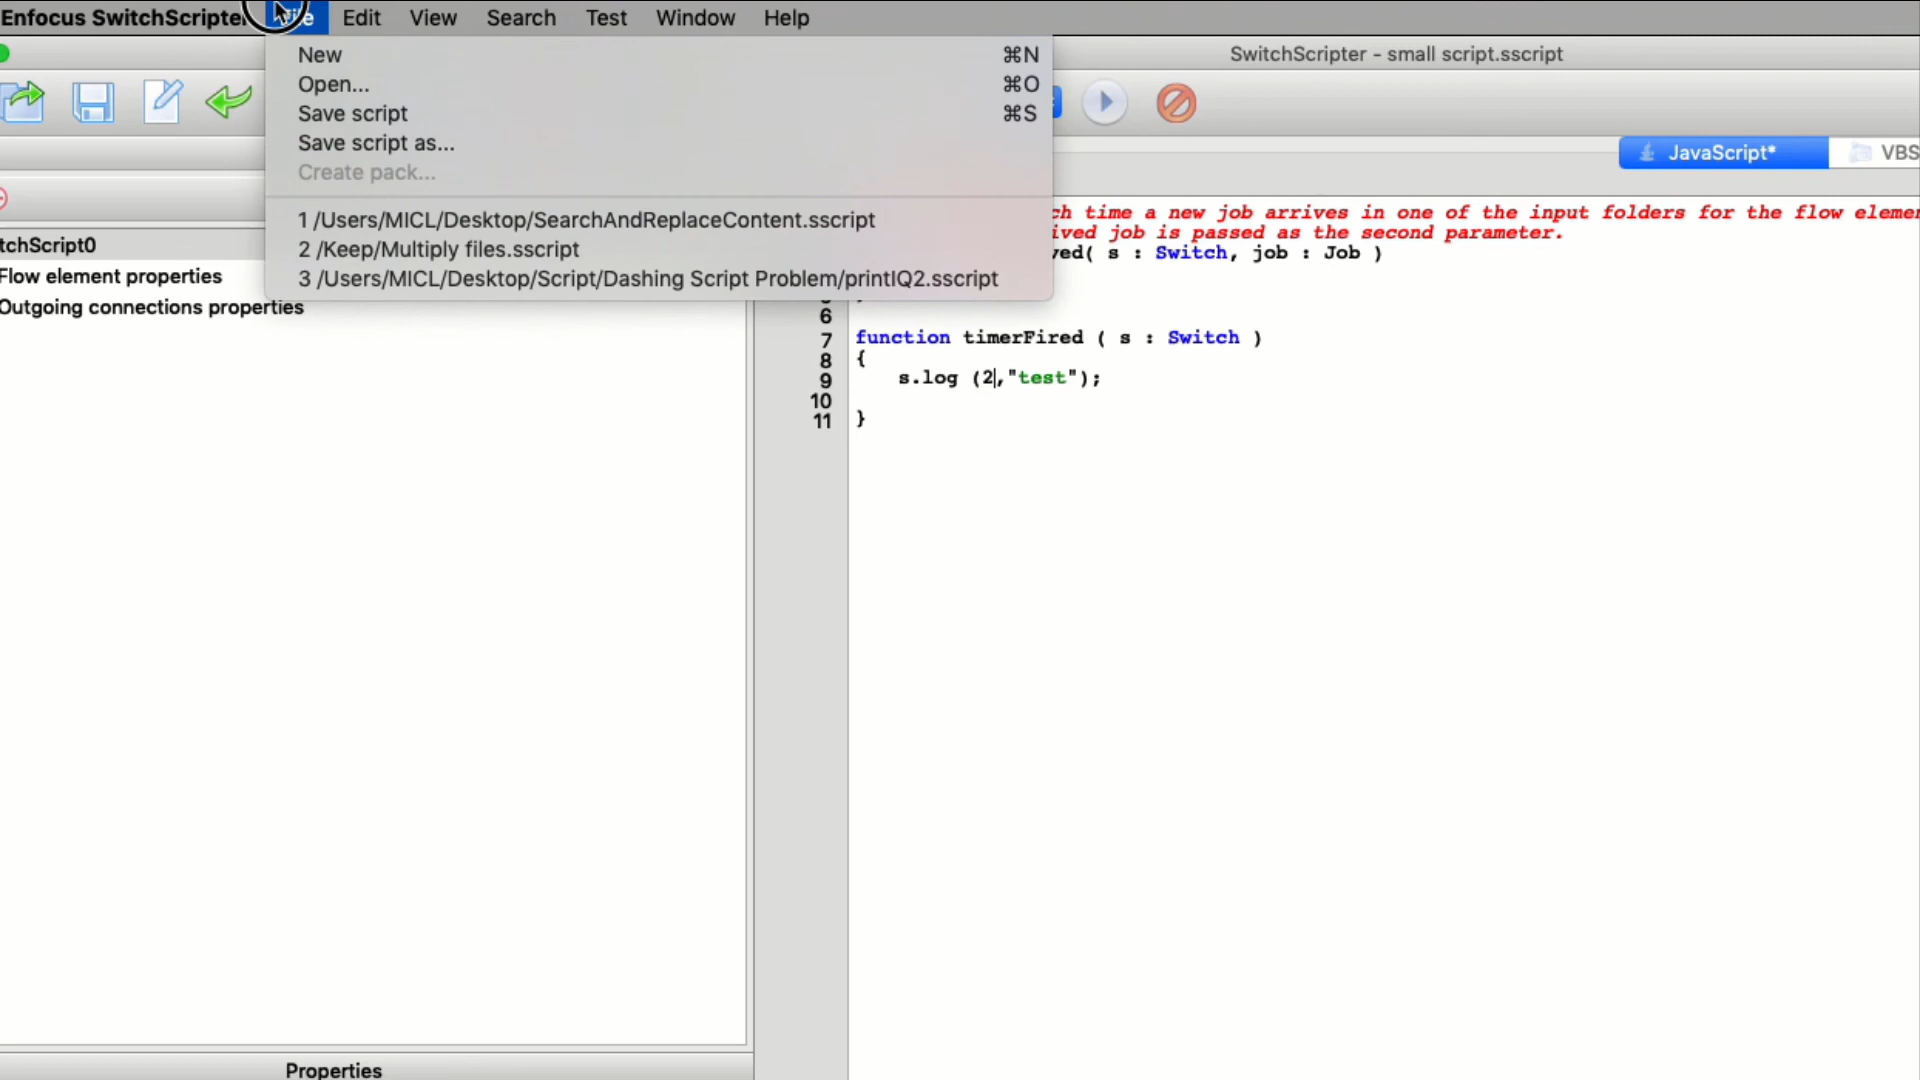 Enfocus SwitchScripter File Edit View Search Test Window Help
SwitchScripter - small script.sscript
New ⌘N
Open... ⌘O
Save script ⌘S
Save script as...
Create pack...
1 /Users/MICL/Desktop/SearchAndReplaceContent.sscript
2 /Keep/Multiply files.sscript
3 /Users/MICL/Desktop/Script/Dashing Script Problem/printIQ2.sscript
JavaScript*
VBS
tchScript0
Flow element properties
Outgoing connections properties
ch time a new job arrives in one of the input folders for the flow eleme
ived job is passed as the second parameter.
ved( s : Switch, job : Job )
6
7 function timerFired ( s : Switch )
8 {
9 s.log (2,"test");
10
11 }
Properties